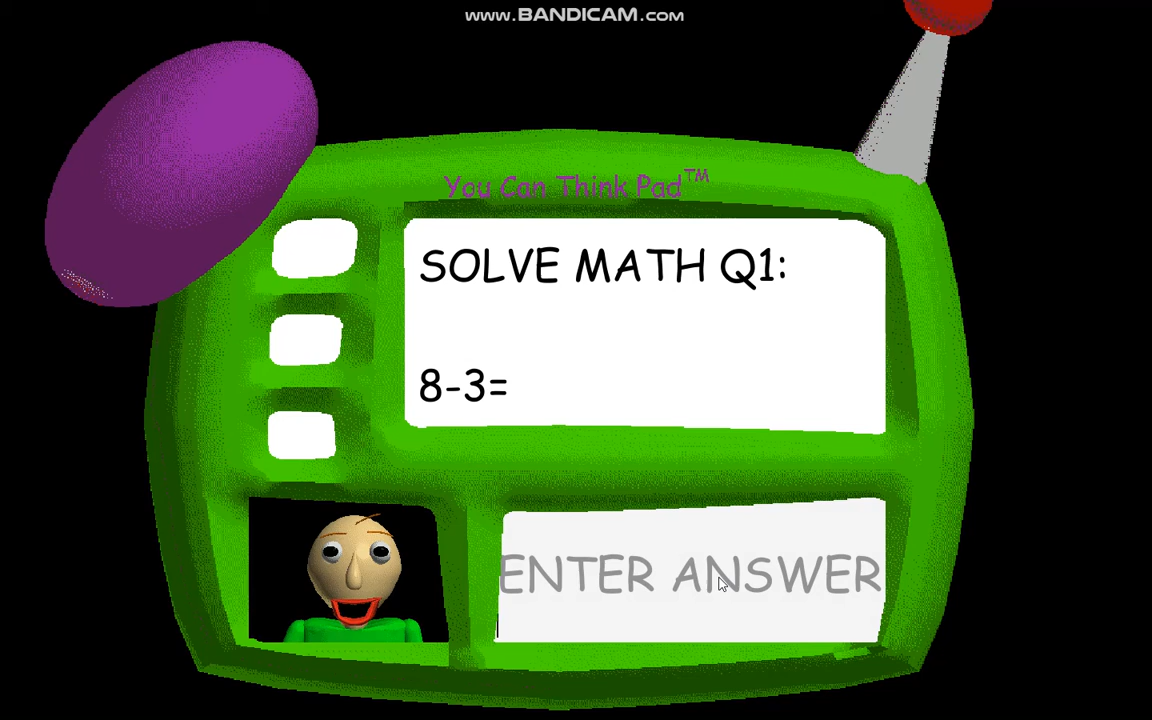 www.BANDICAM.com
You Can Think Pad™
SOLVE MATH Q1:
8-3=
ENTER ANSWER